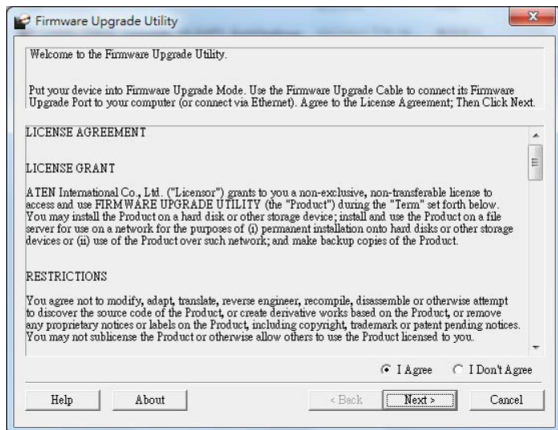 Firmware Upgrade Utility
Welcome to the Firmware Upgrade Utility.
Put your device into Firmware Upgrade Mode. Use the Firmware Upgrade Cable to connect its Firmware
Upgrade Port to your computer (or connect via Ethernet). Agree to the License Agreement; Then Click Next.
LICENSE AGREEMENT
LICENSE GRANT
ATEN International Co., Ltd. ("Licensor") grants to you a non-exclusive, non-transferable license to
access and use FIRMWARE UPGRADE UTILITY (the "Product") during the "Term" set forth below.
You may install the Product on a hard disk or other storage device; install and use the Product on a file
server for use on a network for the purposes of (i) permanent installation onto hard disks or other storage
devices or (ii) use of the Product over such network; and make backup copies of the Product.
RESTRICTIONS
You agree not to modify, adapt, translate, reverse engineer, recompile, disassemble or otherwise attempt
to discover the source code of the Product, or create derivative works based on the Product, or remove
any proprietary notices or labels on the Product, including copyright, trademark or patent pending notices.
You may not sublicense the Product or otherwise allow others to use the Product licensed to you.
I Agree I Don't Agree
Help About < Back Next > Cancel